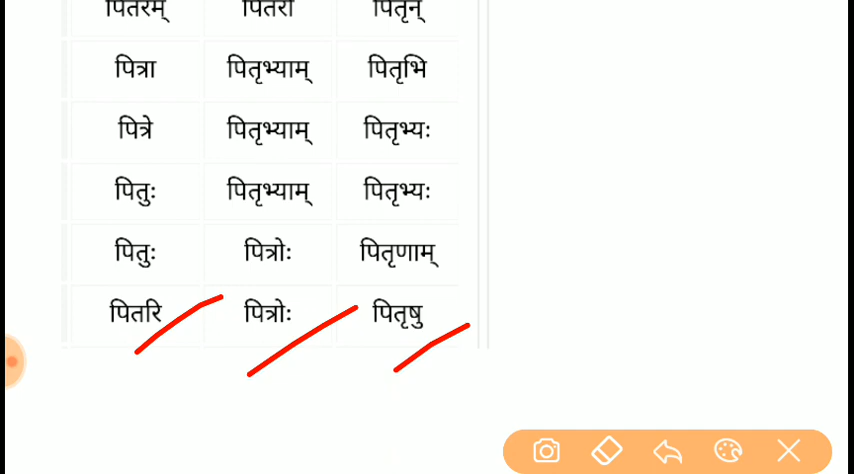 पितरम् पितरौ पितृन्
पित्रा पितृभ्याम् पितृभि
पित्रे पितृभ्याम् पितृभ्यः
पितुः पितृभ्याम् पितृभ्यः
पितुः पित्रोः पितृणाम्
पितरि पित्रोः पितृषु